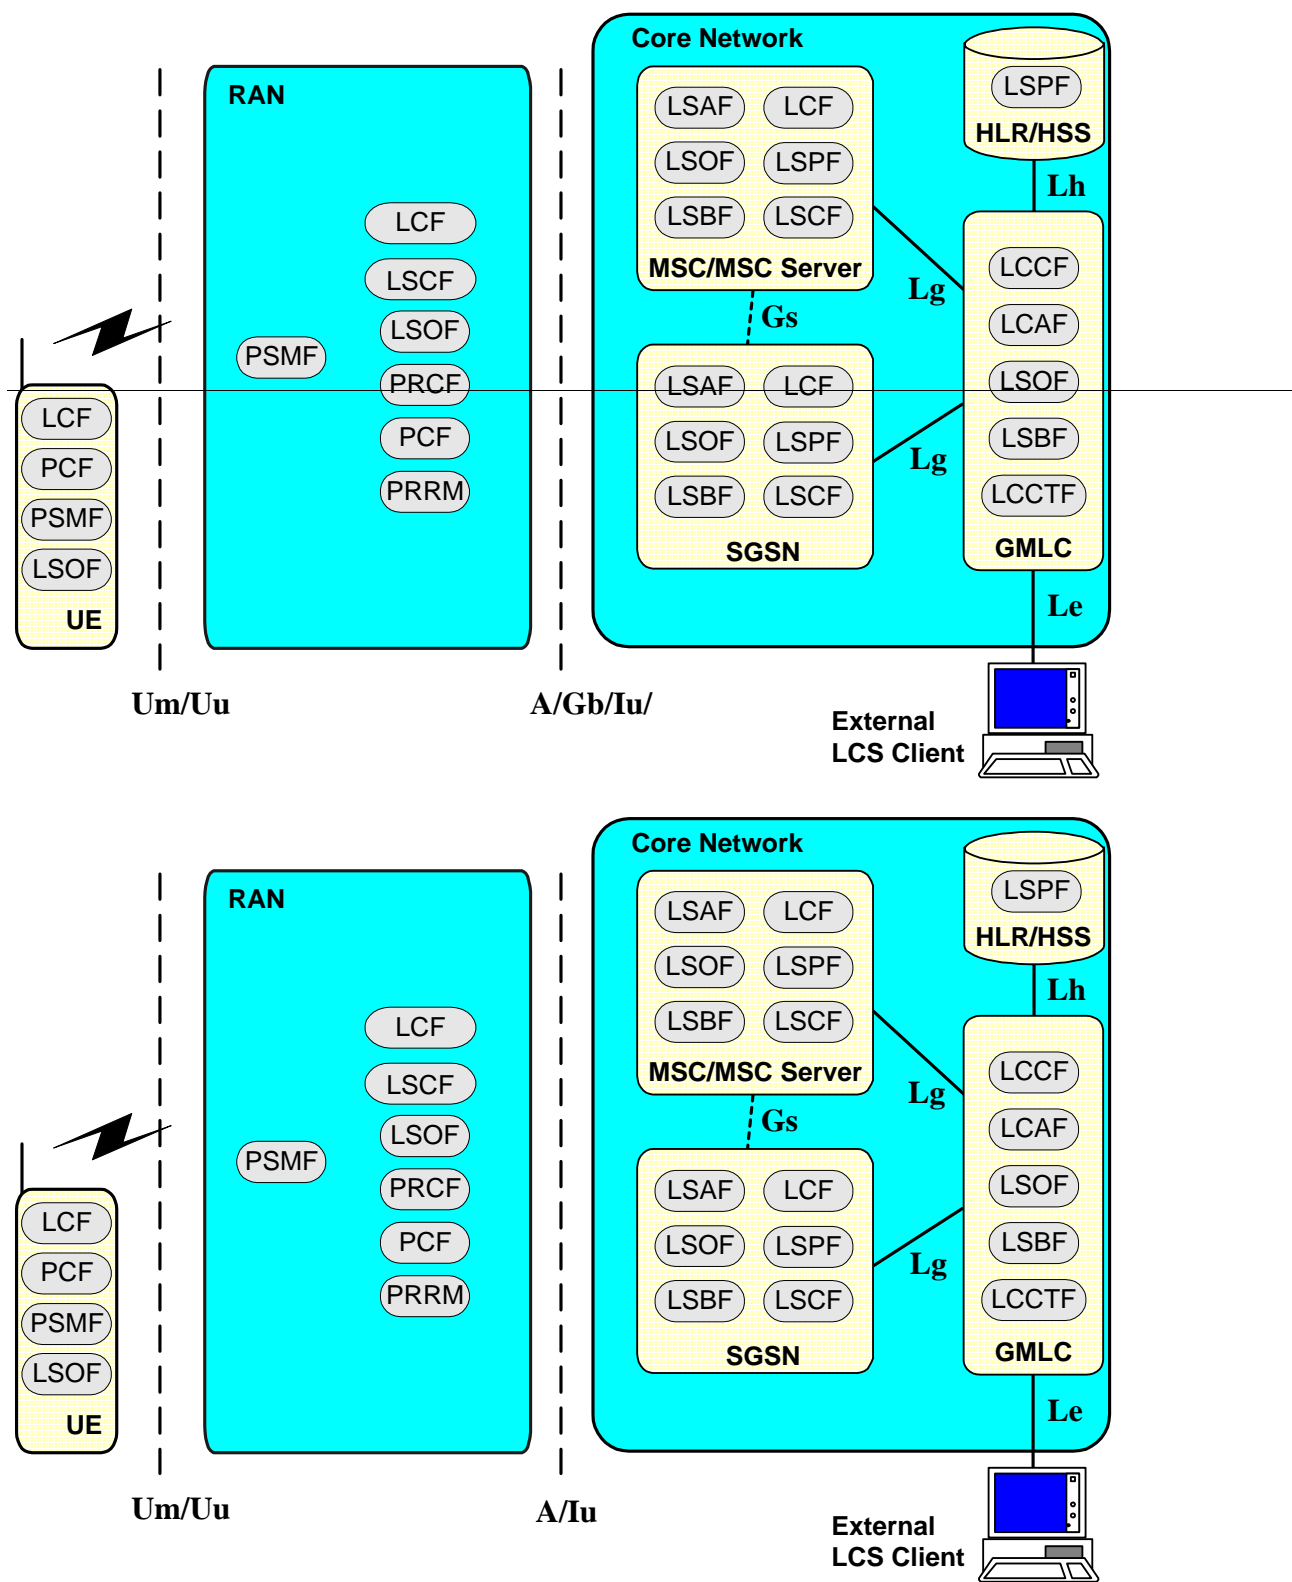 Core Network
RAN
LSPF
HLR/HSS
LSAF LCF
LSOF LSPF
LSBF LSCF
MSC/MSC Server
Lh
LCF
LSCF
LSOF
PSMF
PRCF
PCF
PRRM
Lg
Gs
LSAF LCF
LSOF LSPF
LSBF LSCF
SGSN
Lg
LCCF
LCAF
LSOF
LSBF
LCCTF
GMLC
LCF
PCF
PSMF
LSOF
UE
Le
Um/Uu
A/Gb/Iu/
External
LCS Client
Core Network
RAN
LSPF
HLR/HSS
LSAF LCF
LSOF LSPF
LSBF LSCF
MSC/MSC Server
Lh
LCF
LSCF
LSOF
PSMF
PRCF
PCF
PRRM
Lg
Gs
LSAF LCF
LSOF LSPF
LSBF LSCF
SGSN
Lg
LCCF
LCAF
LSOF
LSBF
LCCTF
GMLC
LCF
PCF
PSMF
LSOF
UE
Le
Um/Uu
A/Iu
External
LCS Client